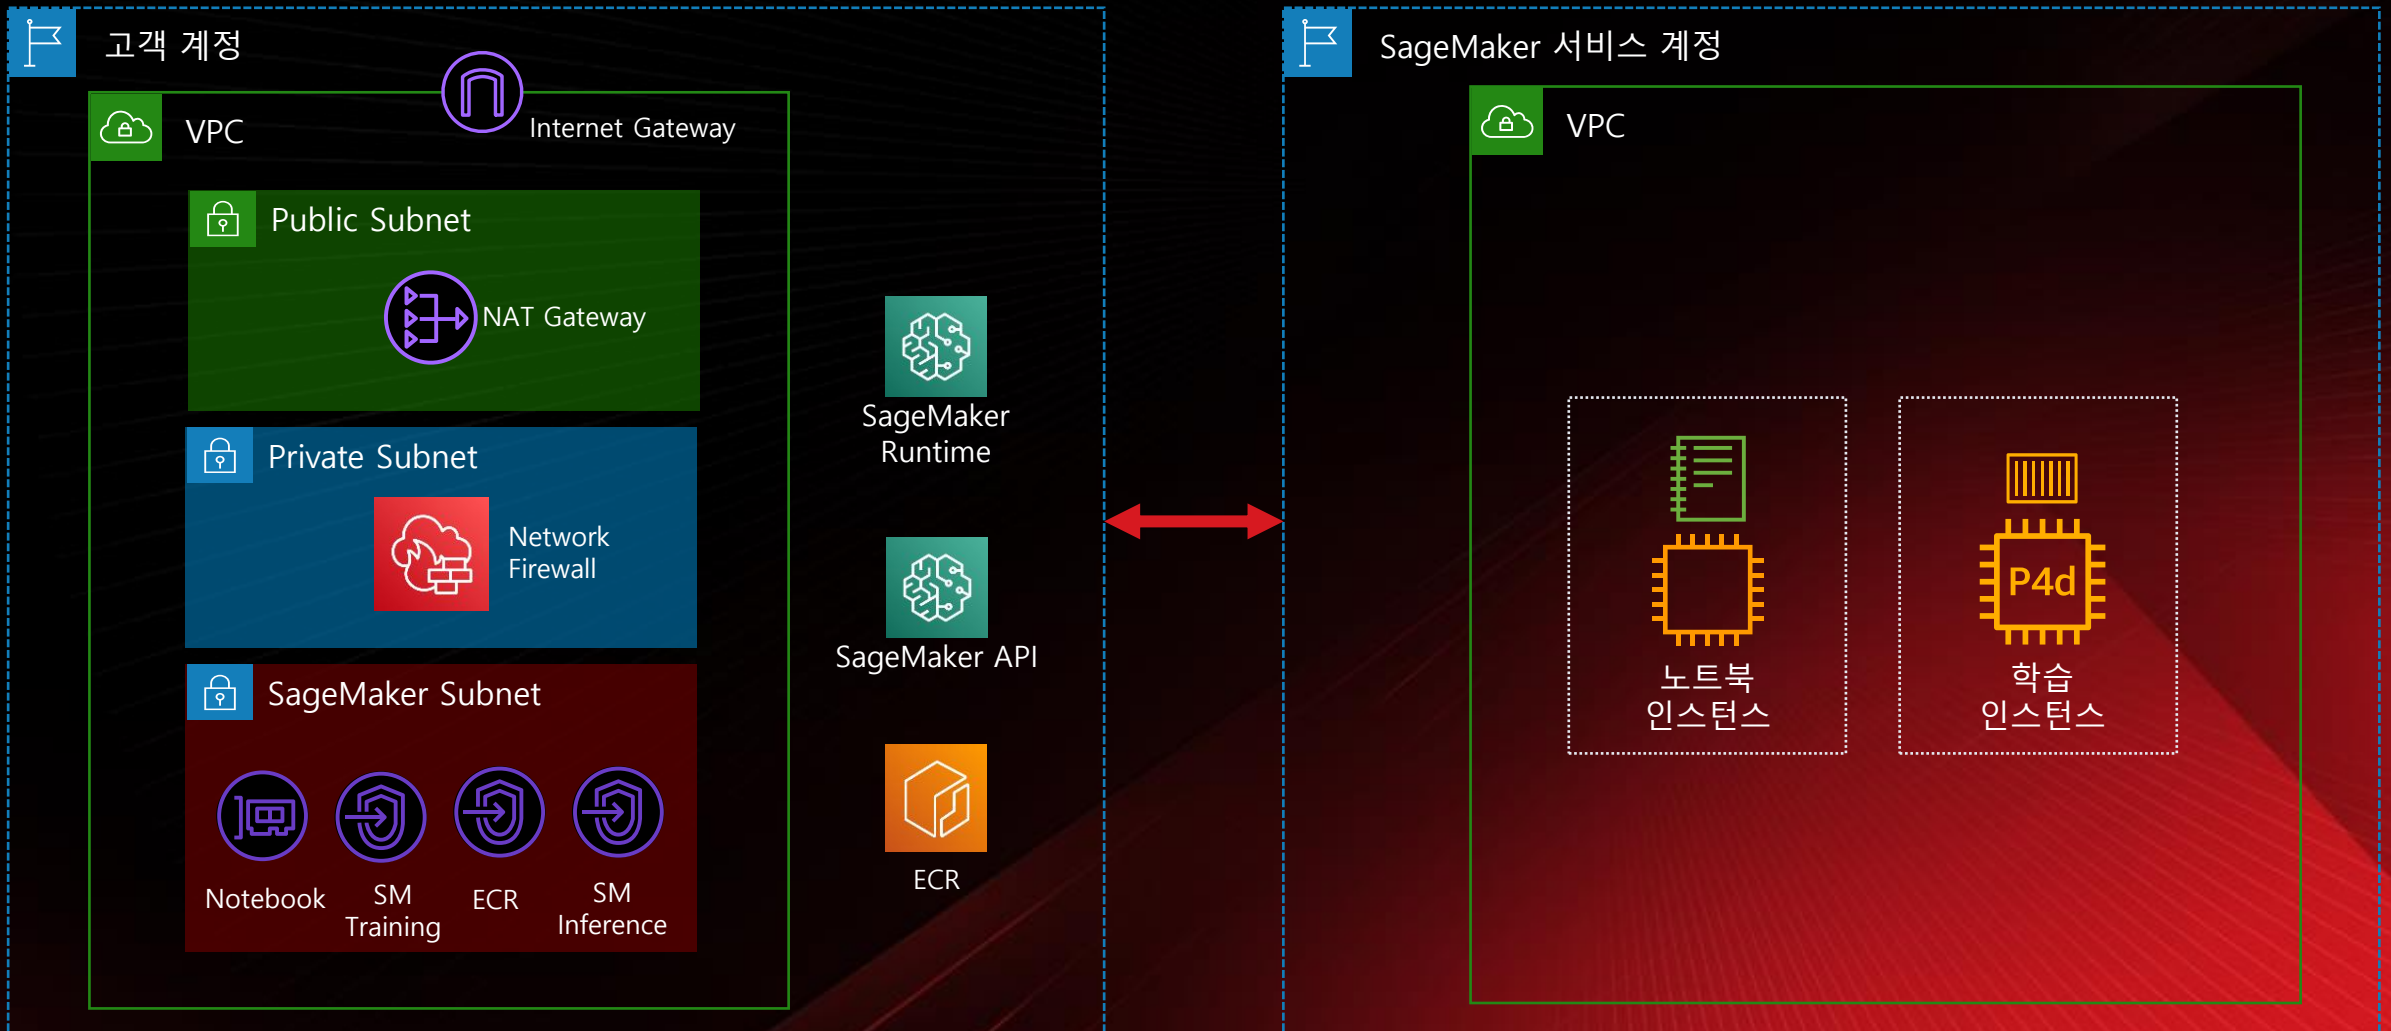 고객 계정
VPC
Internet Gateway
Public Subnet
NAT Gateway
Private Subnet
Network
Firewall
SageMaker Subnet
Notebook
SM
Training
ECR
SM
Inference
SageMaker
Runtime
SageMaker API
ECR
SageMaker 서비스 계정
VPC
노트북
인스턴스
P4d
학습
인스턴스